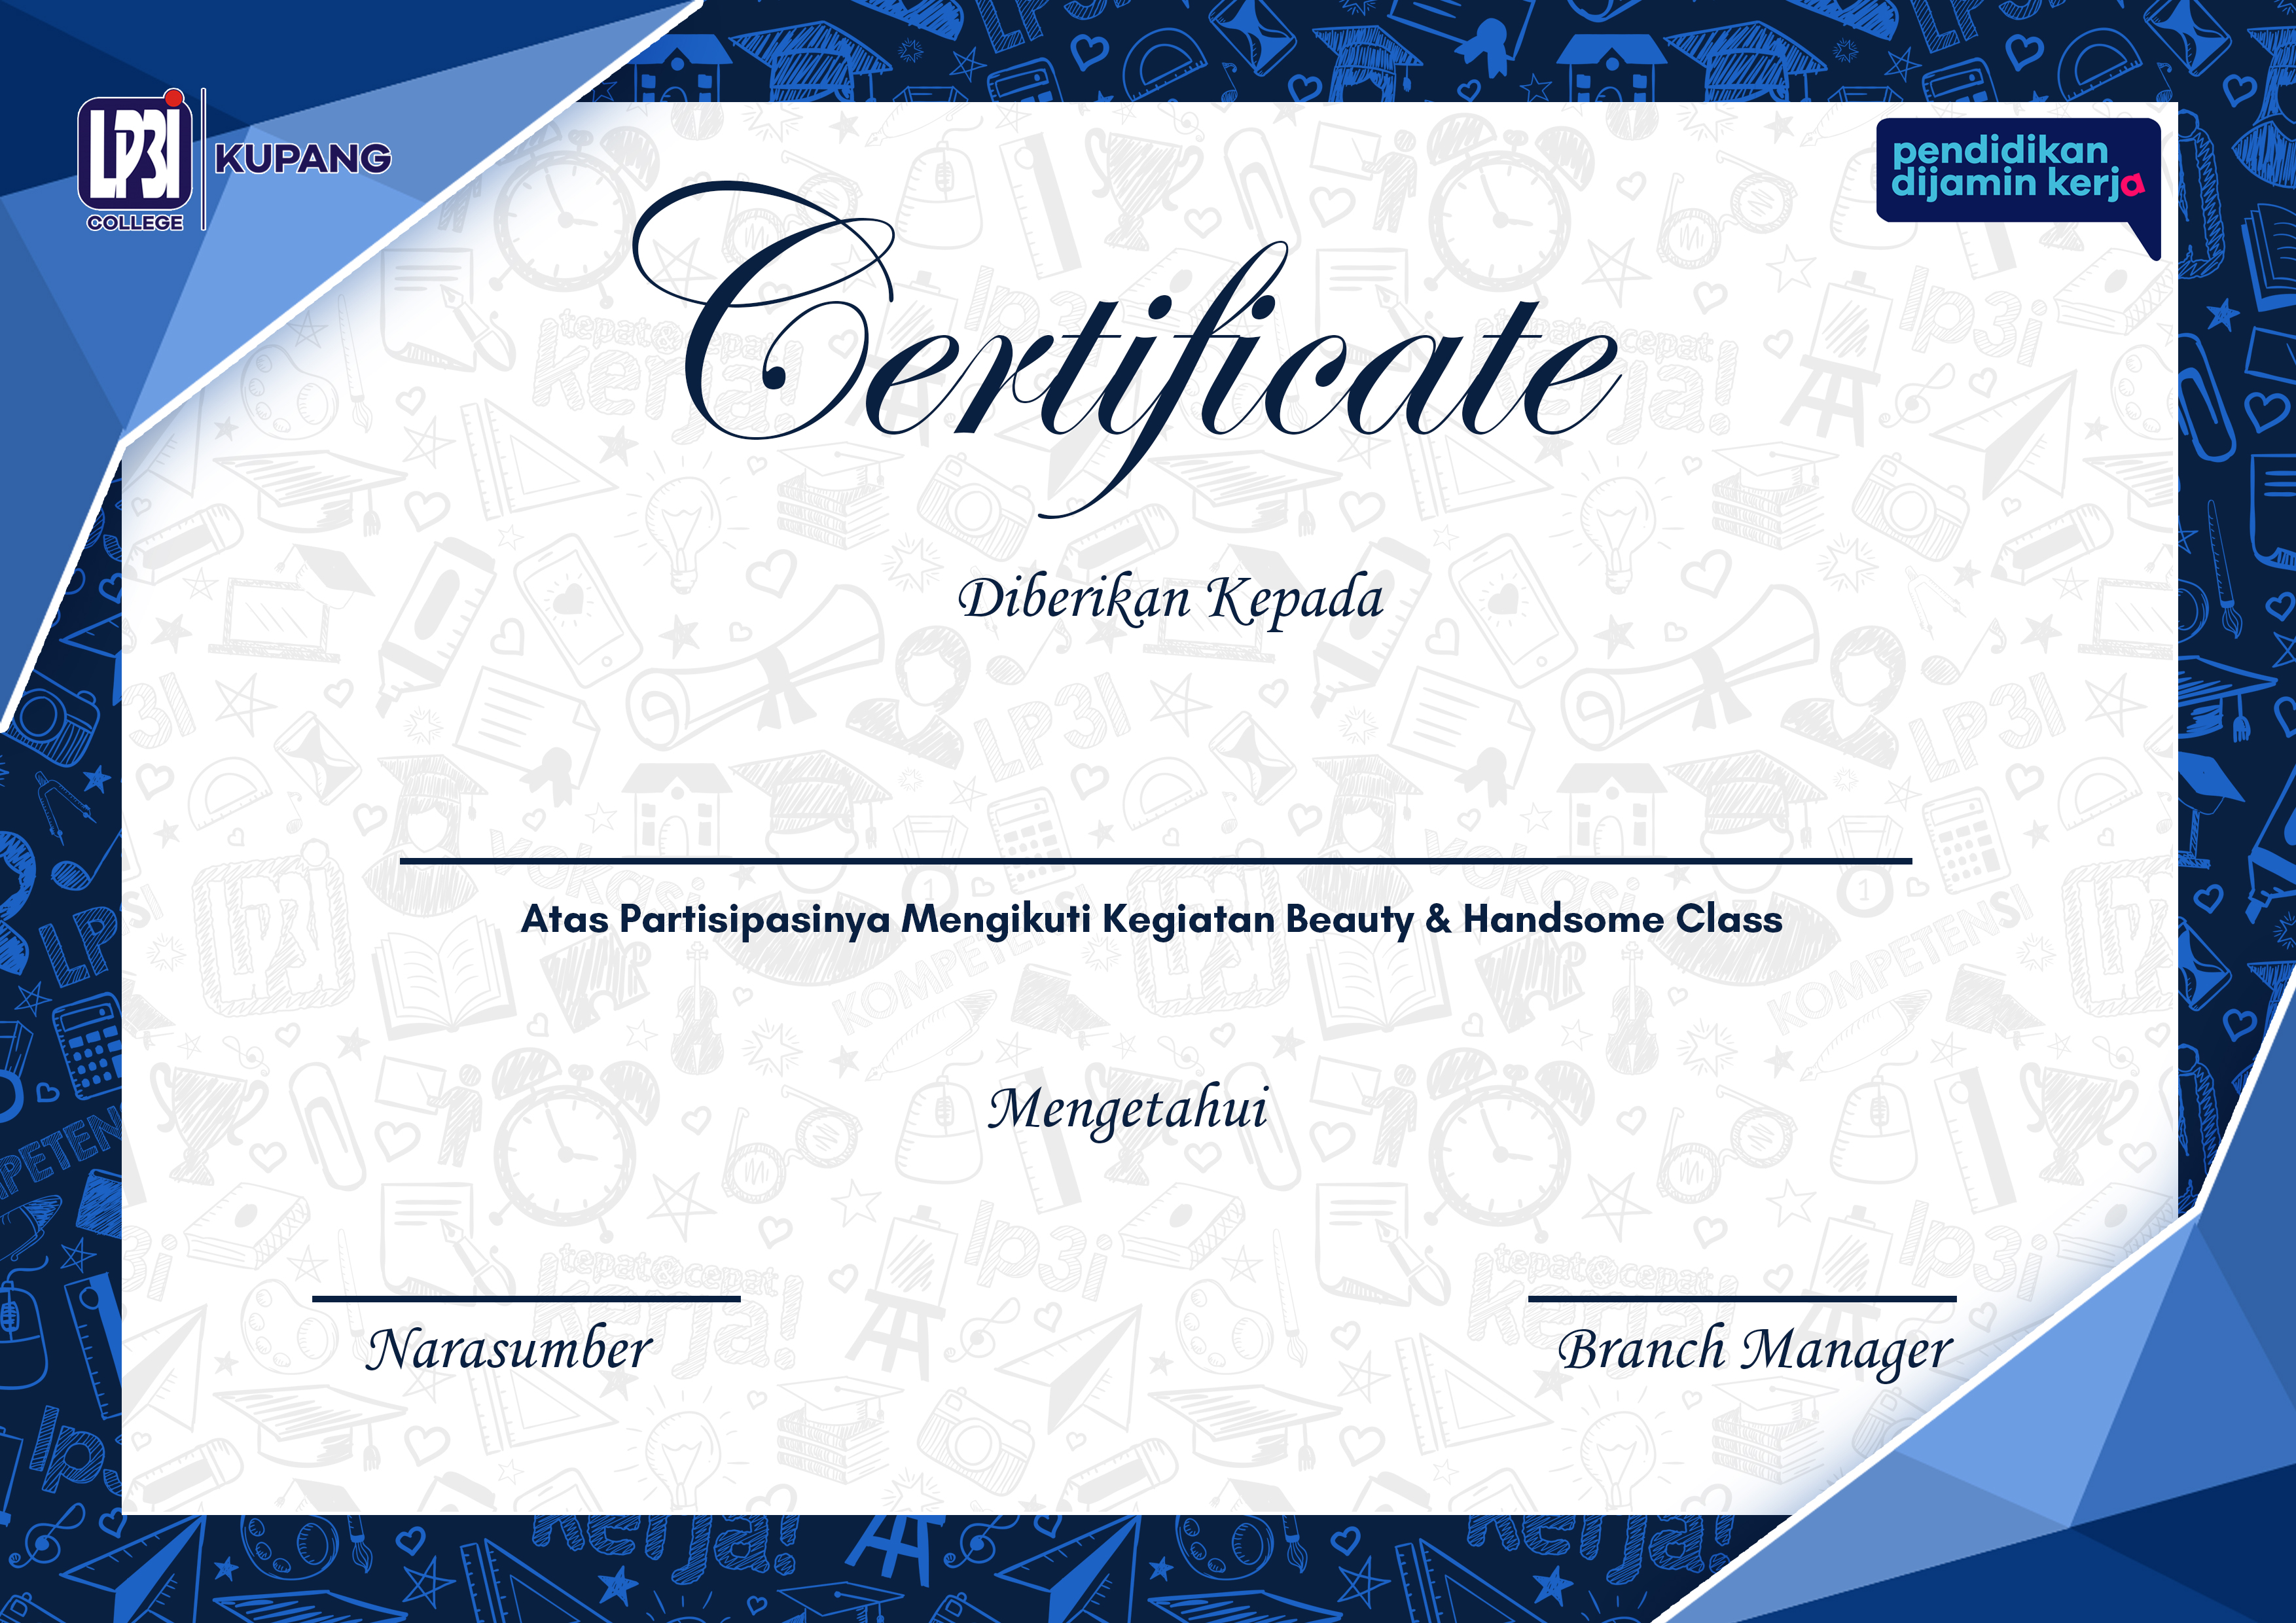 LP3I
COLLEGE
KUPANG
pendidikan
dijamin kerja
Certificate
Diberikan Kepada
Atas Partisipasinya Mengikuti Kegiatan Beauty & Handsome Class
Mengetahui
Narasumber
Branch Manager